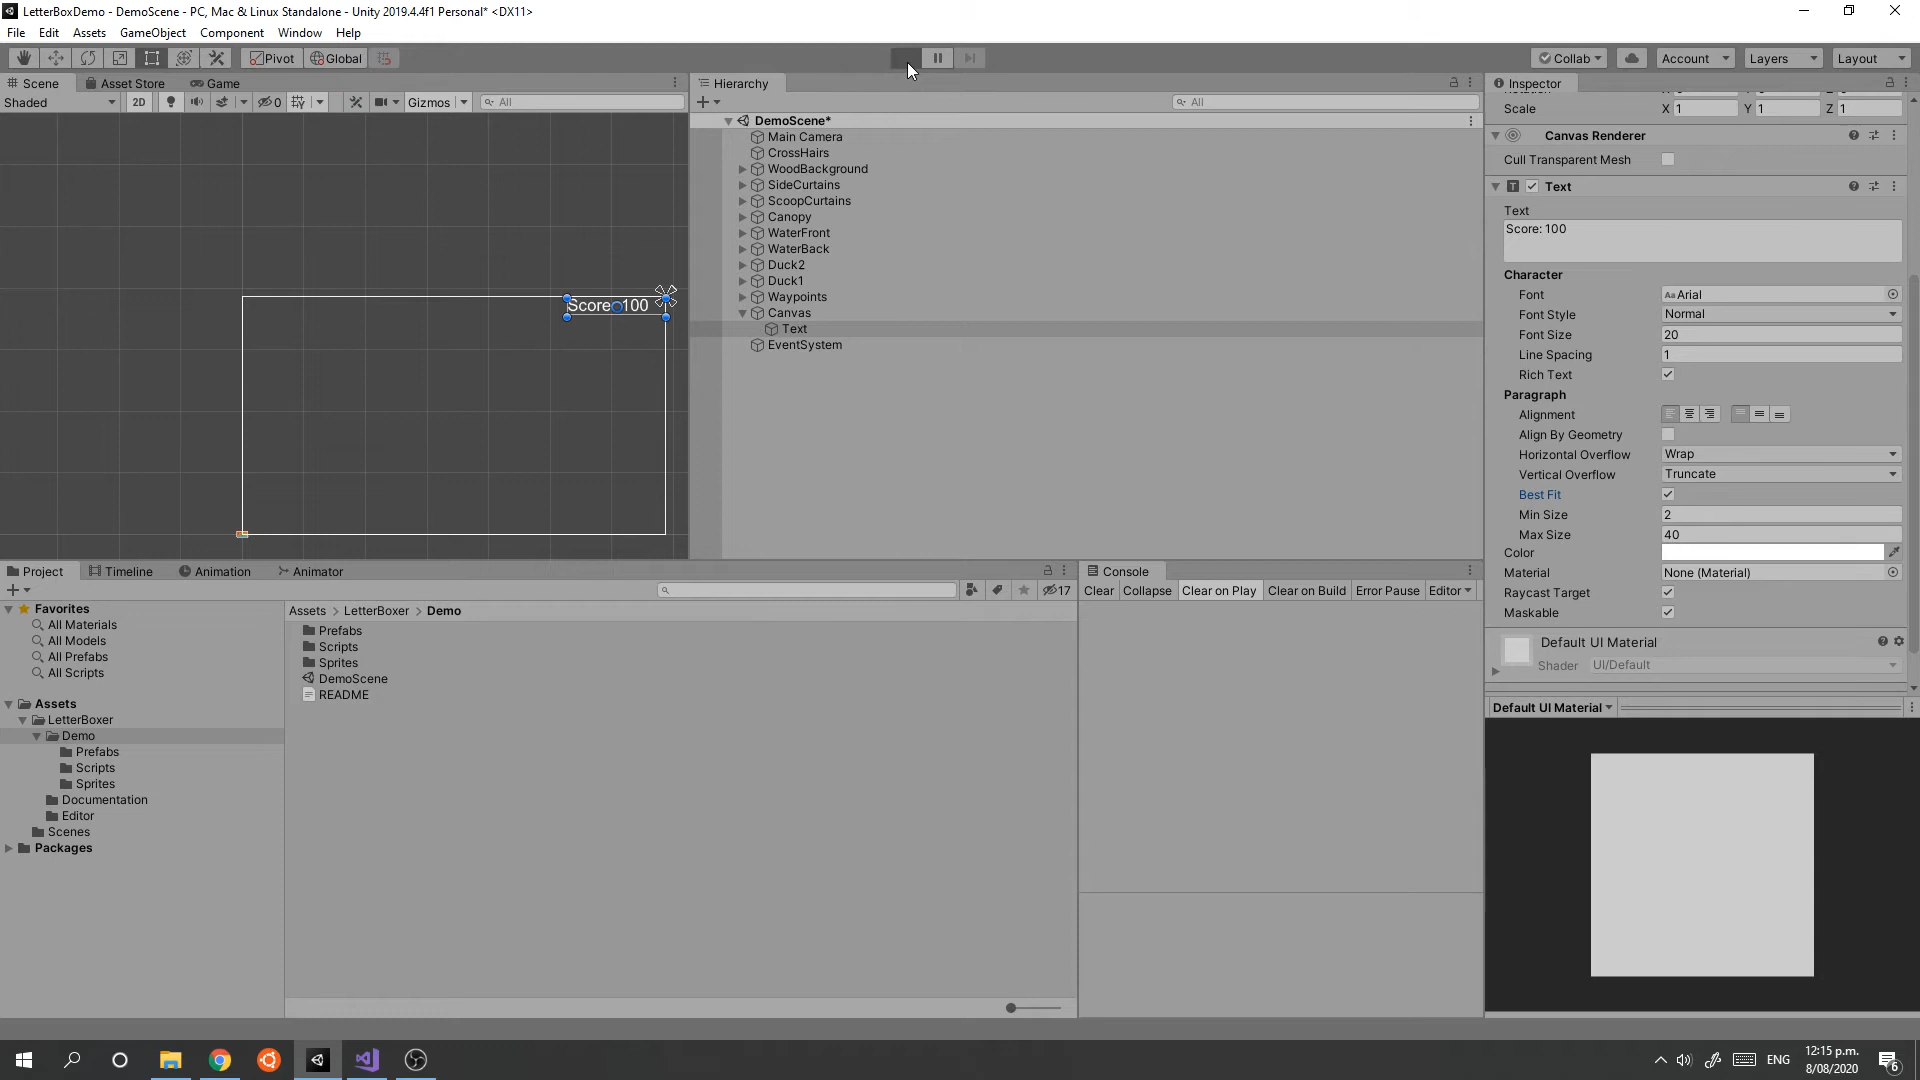 LetterBoxDemo - DemoScene - PC, Mac & Linux Standalone - Unity 2019.4.4f1 Personal* <DX11>
File Edit Assets GameObject Component Window Help
Pivot Global Collab Account Layers Layout
Scene Asset Store Game
Shaded 2D 0 Gizmos All
Score: 100
Hierarchy
All
DemoScene*
Main Camera
CrossHairs
WoodBackground
SideCurtains
ScoopCurtains
Canopy
WaterFront
WaterBack
Duck2
Duck1
Waypoints
Canvas
Text
EventSystem
Inspector
Scale X 1 Y 1 Z 1
Canvas Renderer
Cull Transparent Mesh
Text
Text
Score: 100
Character
Font Aa Arial
Font Style Normal
Font Size 20
Line Spacing 1
Rich Text
Paragraph
Alignment
Align By Geometry
Horizontal Overflow Wrap
Vertical Overflow Truncate
Best Fit
Min Size 2
Max Size 40
Color
Material None (Material)
Raycast Target
Maskable
Default UI Material
Shader UI/Default
Default UI Material
Project Timeline Animation Animator
17
Favorites
All Materials
All Models
All Prefabs
All Scripts
Assets
LetterBoxer
Demo
Prefabs
Scripts
Sprites
Documentation
Editor
Scenes
Packages
Assets > LetterBoxer > Demo
Prefabs
Scripts
Sprites
DemoScene
README
Console
Clear Collapse Clear on Play Clear on Build Error Pause Editor
ENG 12:15 p.m.
8/08/2020
6